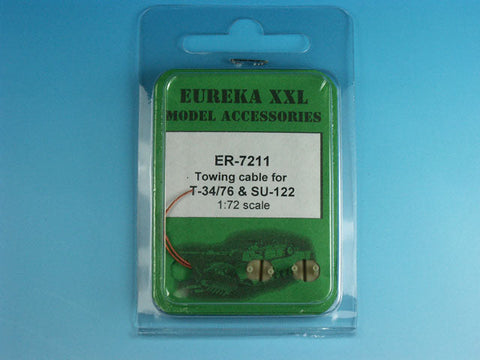 EUREKA XXL
MODEL ACCESSORIES
ER-7211
Towing cable for
T-34/76 & SU-122
1:72 scale